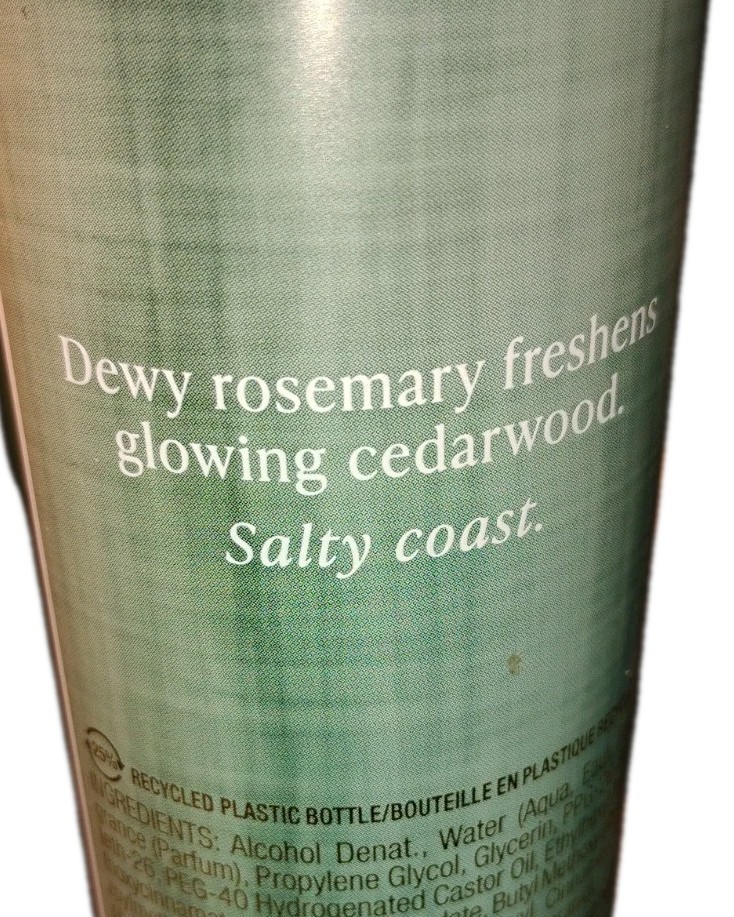 Dewy rosemary freshens
glowing cedarwood.
Salty coast.
25%
RECYCLED PLASTIC BOTTLE/BOUTEILLE EN PLASTIQUE
INGREDIENTS: Alcohol Denat., Water (Aqua,
(Parfum), Propylene Glycol, Glycerin,
PEG-40 Hydrogenated Castor Oil,